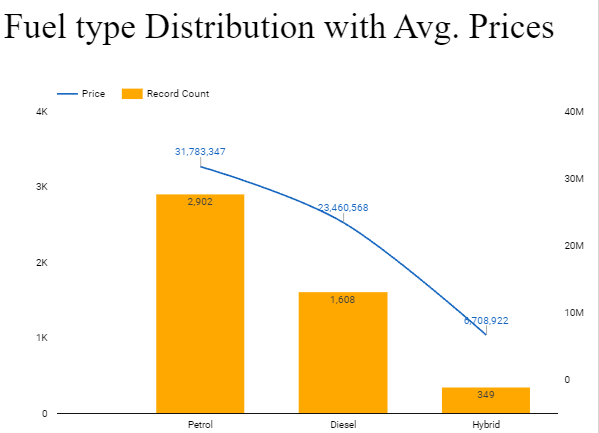 Fuel type Distribution with Avg. Prices
Price Record Count
4K 40M
31,783,347
30M
3K
2,902
23,460,568
20M
2K
1,608
10M
6,708,922
1K
0
349
0
Petrol Diesel Hybrid